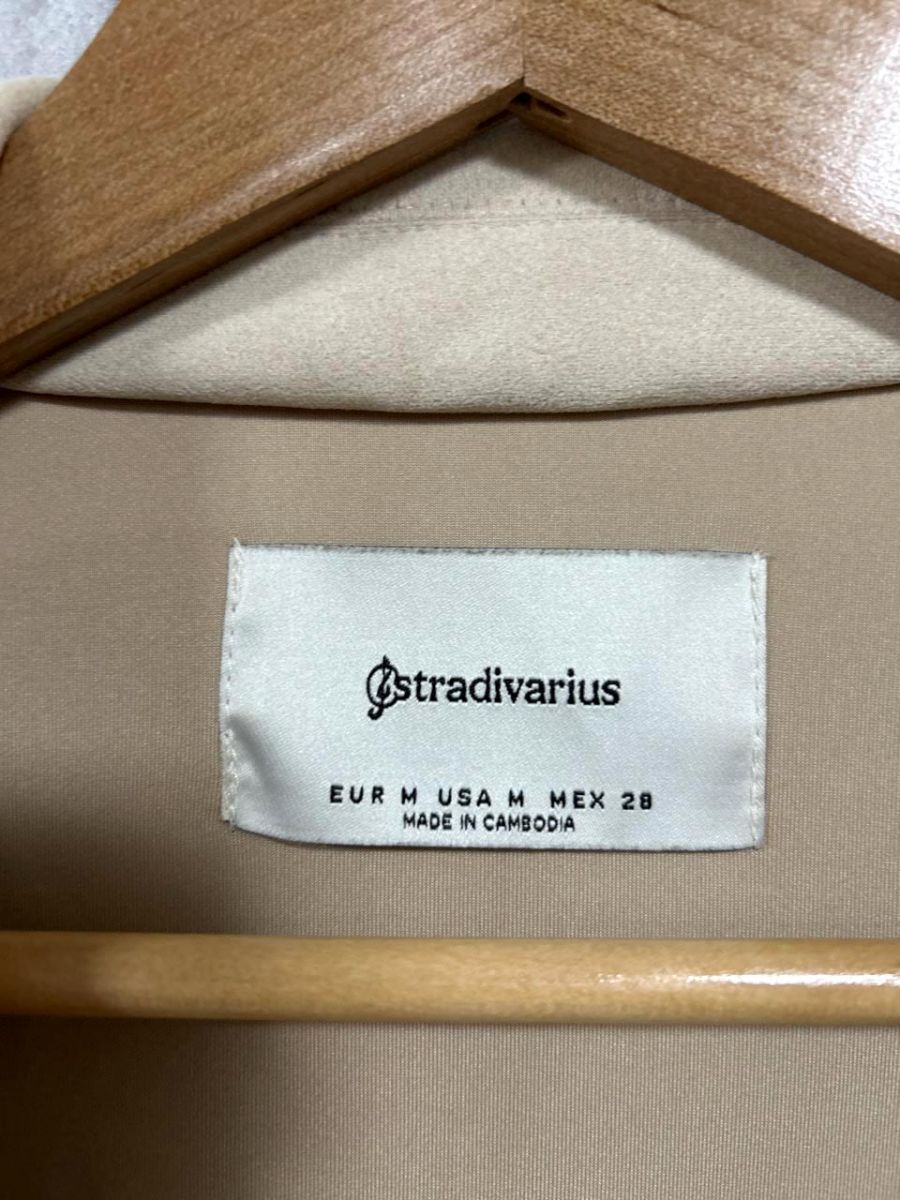 stradivarius
EUR M USA M MEX 28
MADE IN CAMBODIA